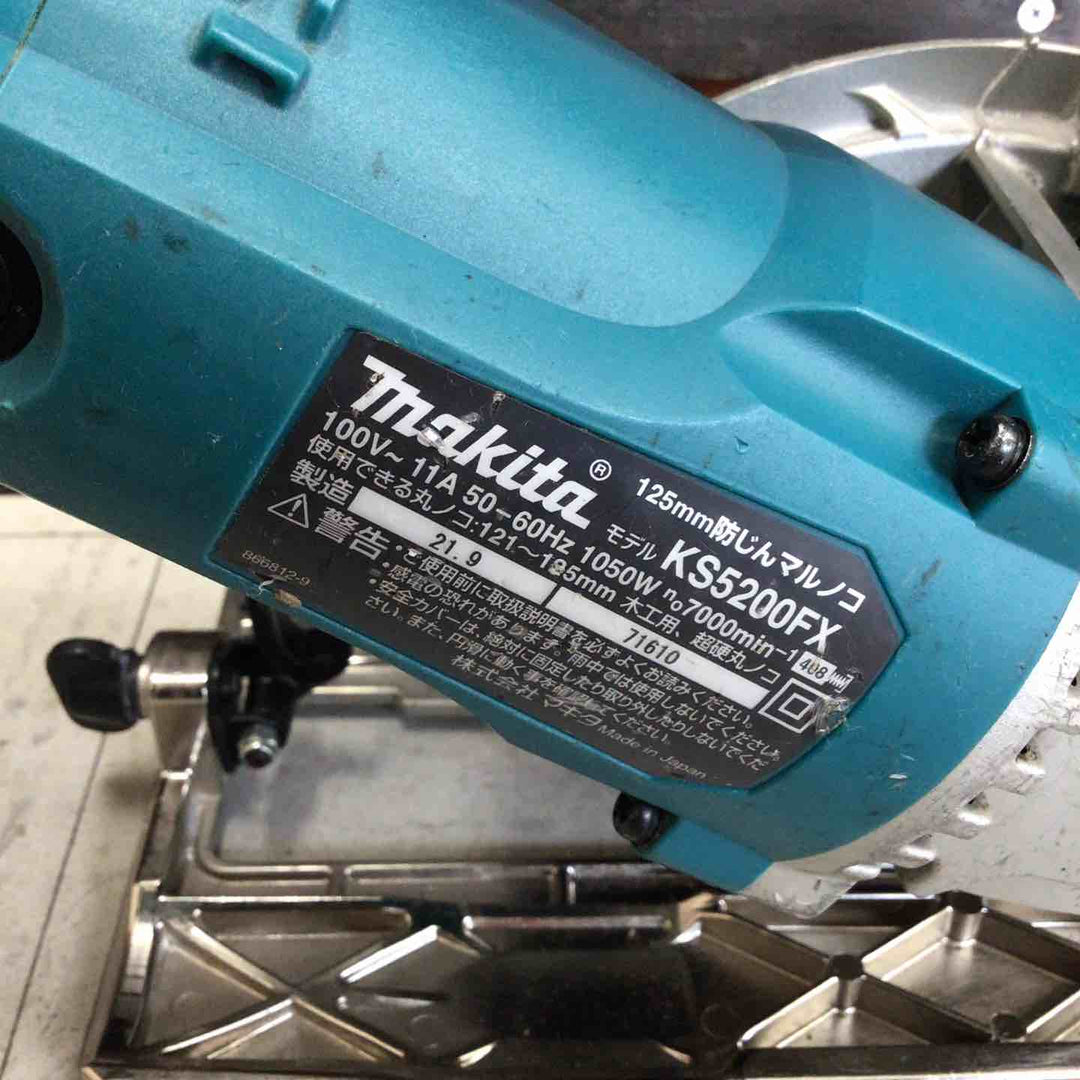 makita®
125mm防じんマルノコ
モデル KS5200FX
100V～ 11A 50-60Hz 1050W n₀7000min-1
使用できる丸ノコ:121～125mm 木工用、超硬丸ノコ
製造 21.9 71610
⚠警告
・ご使用前に取扱説明書を必ずよくお読みください。
・感電の恐れがあります。雨中では使用しないでください。
・安全カバーは、絶対に固定したり取り外したりしないでくだ
さい。また、円滑に動く事を確認ください。
株式会社マキタ Made in Japan
866812-9